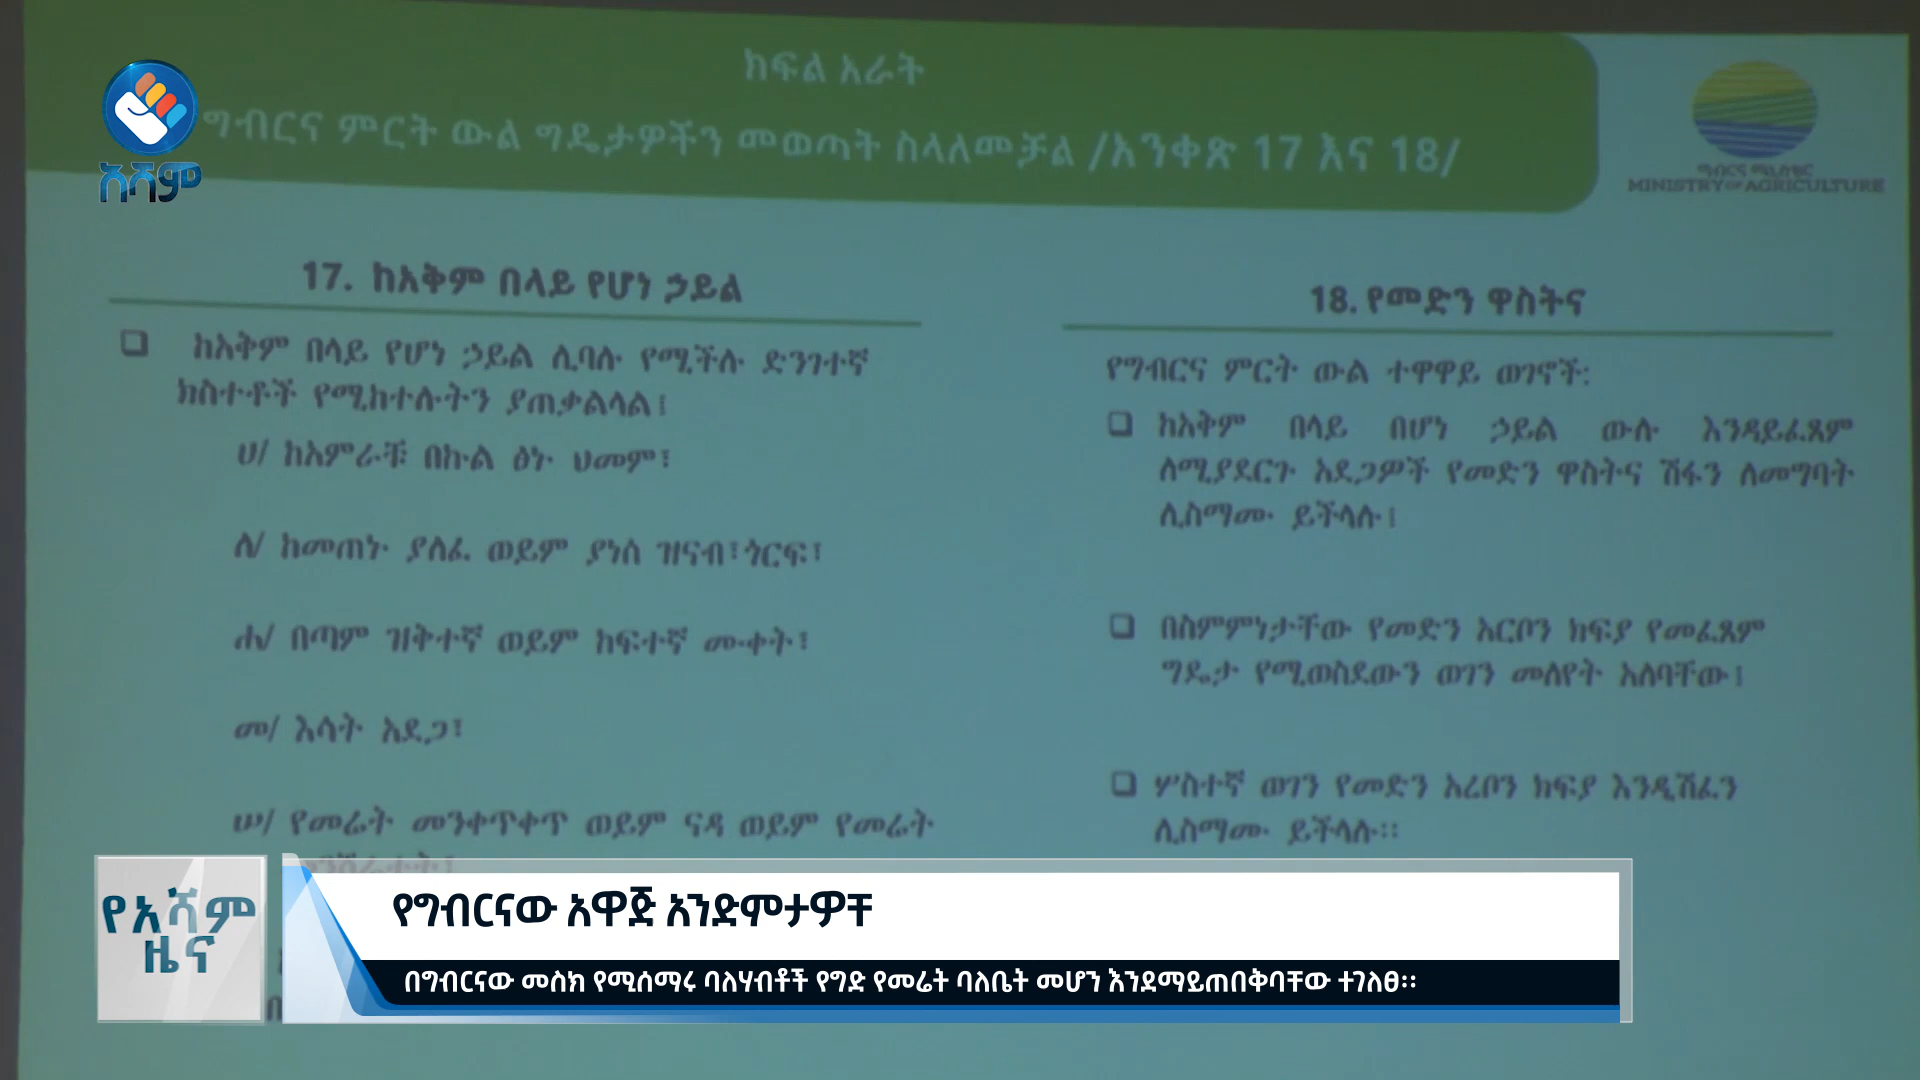 ክፍል አራት
ግብርና ምርት ውል ግዴታዎችን መወጣት ስላለመቻል /አንቀጽ 17 እና 18/
አሻም
ግብርና ሚኒስቴር
MINISTRY OF AGRICULTURE
17. ከአቅም በላይ የሆነ ኃይል
❑ ከአቅም በላይ የሆነ ኃይል ሊባሉ የሚችሉ ድንገተኛ
ክስተቶች የሚከተሉትን ያጠቃልላል፤
ሀ/ ከአምራቹ በኩል ፅኑ ህመም፣
ለ/ ከመጠኑ ያለፈ ወይም ያነሰ ዝናብ፣ጎርፍ፣
ሐ/ በጣም ዝቅተኛ ወይም ከፍተኛ ሙቀት፣
መ/ እሳት አደጋ፣
ሠ/ የመሬት መንቀጥቀጥ ወይም ናዳ ወይም የመሬት
18. የመድን ዋስትና
የግብርና ምርት ውል ተዋዋይ ወገኖች:
❑ ከአቅም በላይ በሆነ ኃይል ውሉ እንዳይፈጸም
ለሚያደርጉ አደጋዎች የመድን ዋስትና ሽፋን ለመግባት
ሊስማሙ ይችላሉ፤
❑ በስምምነታቸው የመድን አርቦን ክፍያ የመፈጸም
ግዴታ የሚወስደውን ወገን መለየት አለባቸው፤
❑ ሦስተኛ ወገን የመድን አረቦን ክፍያ እንዲሸፈን
ሊስማሙ ይችላሉ፡፡
የአሻም
ዜና
የግብርናው አዋጅ አንድምታዎቸ
በግብርናው መስክ የሚሰማሩ ባለሃብቶች የግድ የመሬት ባለቤት መሆን እንደማይጠበቅባቸው ተገለፀ፡፡